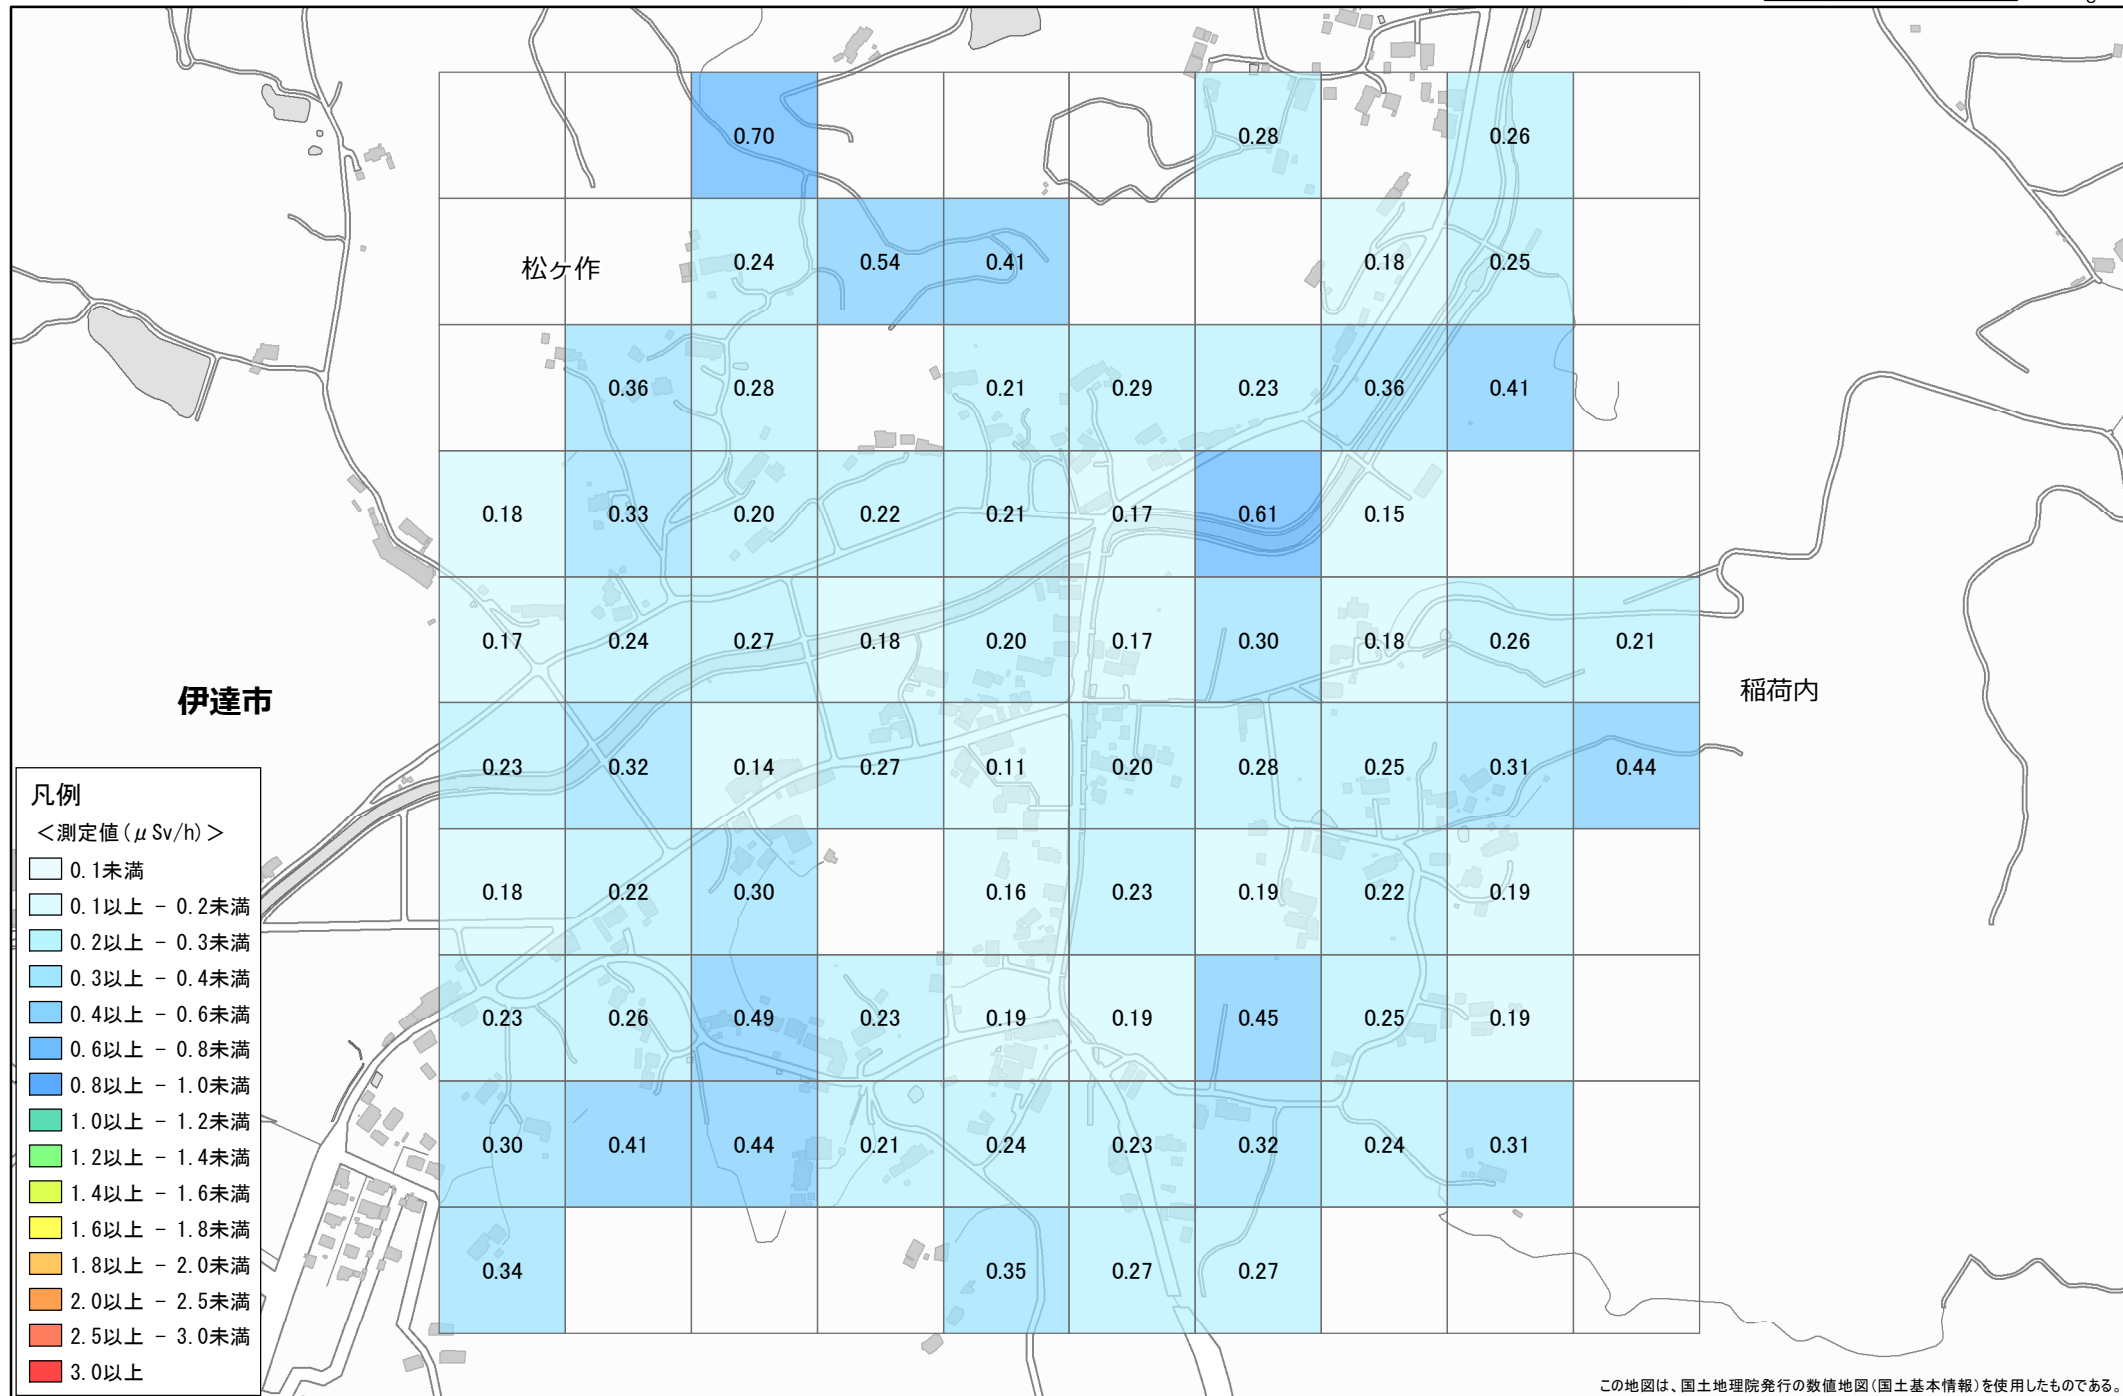 0.70 0.28 0.26
松ヶ作 0.24 0.54 0.41 0.18 0.25
0.36 0.28 0.21 0.29 0.23 0.36 0.41
0.18 0.33 0.20 0.22 0.21 0.17 0.61 0.15
0.17 0.24 0.27 0.18 0.20 0.17 0.30 0.18 0.26 0.21
伊達市
稲荷内
0.23 0.32 0.14 0.27 0.11 0.20 0.28 0.25 0.31 0.44
0.18 0.22 0.30 0.16 0.23 0.19 0.22 0.19
0.23 0.26 0.49 0.23 0.19 0.19 0.45 0.25 0.19
0.30 0.41 0.44 0.21 0.24 0.23 0.32 0.24 0.31
0.34 0.35 0.27 0.27
凡例
＜測定値(μSv/h)＞
0.1未満
0.1以上 － 0.2未満
0.2以上 － 0.3未満
0.3以上 － 0.4未満
0.4以上 － 0.6未満
0.6以上 － 0.8未満
0.8以上 － 1.0未満
1.0以上 － 1.2未満
1.2以上 － 1.4未満
1.4以上 － 1.6未満
1.6以上 － 1.8未満
1.8以上 － 2.0未満
2.0以上 － 2.5未満
2.5以上 － 3.0未満
3.0以上
この地図は、国土地理院発行の数値地図(国土基本情報)を使用したものである。